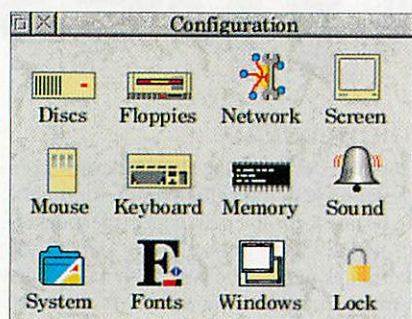 Configuration
Discs Floppies Network Screen
Mouse Keyboard Memory Sound
System Fonts Windows Lock